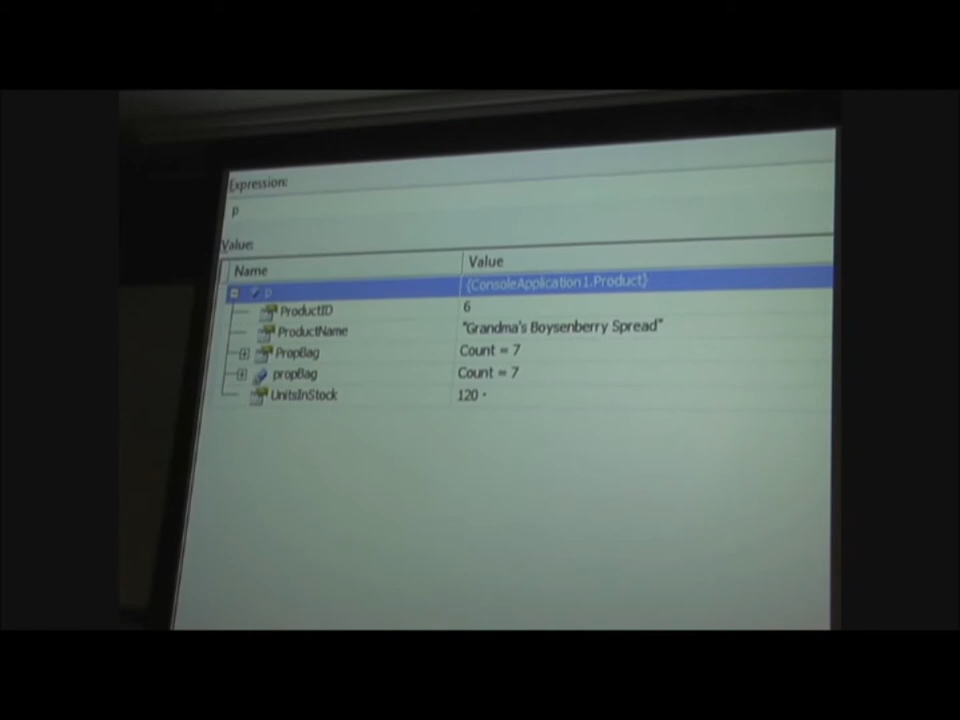 Expression:
p
Value:
Name Value
p {ConsoleApplication1.Product}
ProductID 6
ProductName "Grandma's Boysenberry Spread"
PropBag Count = 7
propBag Count = 7
UnitsInStock 120